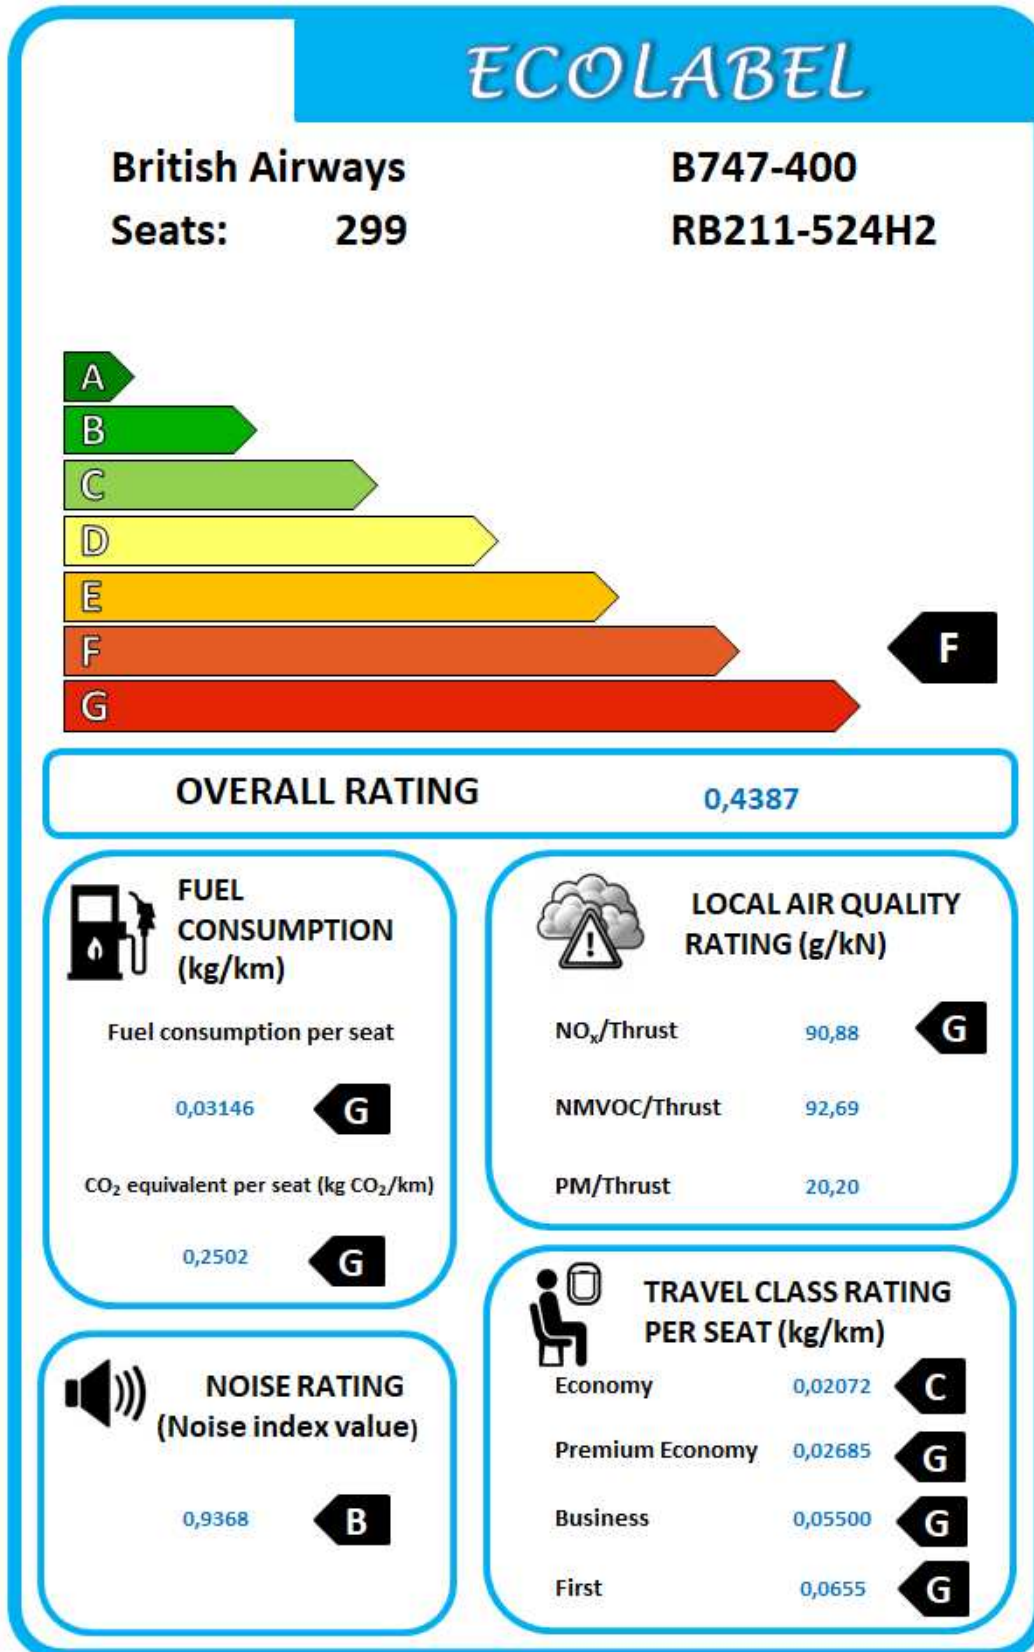 ECOLABEL
British Airways B747-400
Seats: 299 RB211-524H2
A
B
C
D
E
F F
G
OVERALL RATING 0,4387
FUEL
CONSUMPTION
(kg/km)
Fuel consumption per seat
0,03146 G
CO₂ equivalent per seat (kg CO₂/km)
0,2502 G
LOCAL AIR QUALITY
RATING (g/kN)
NOₓ/Thrust 90,88 G
NMVOC/Thrust 92,69
PM/Thrust 20,20
NOISE RATING
(Noise index value)
0,9368 B
TRAVEL CLASS RATING
PER SEAT (kg/km)
Economy 0,02072 C
Premium Economy 0,02685 G
Business 0,05500 G
First 0,0655 G